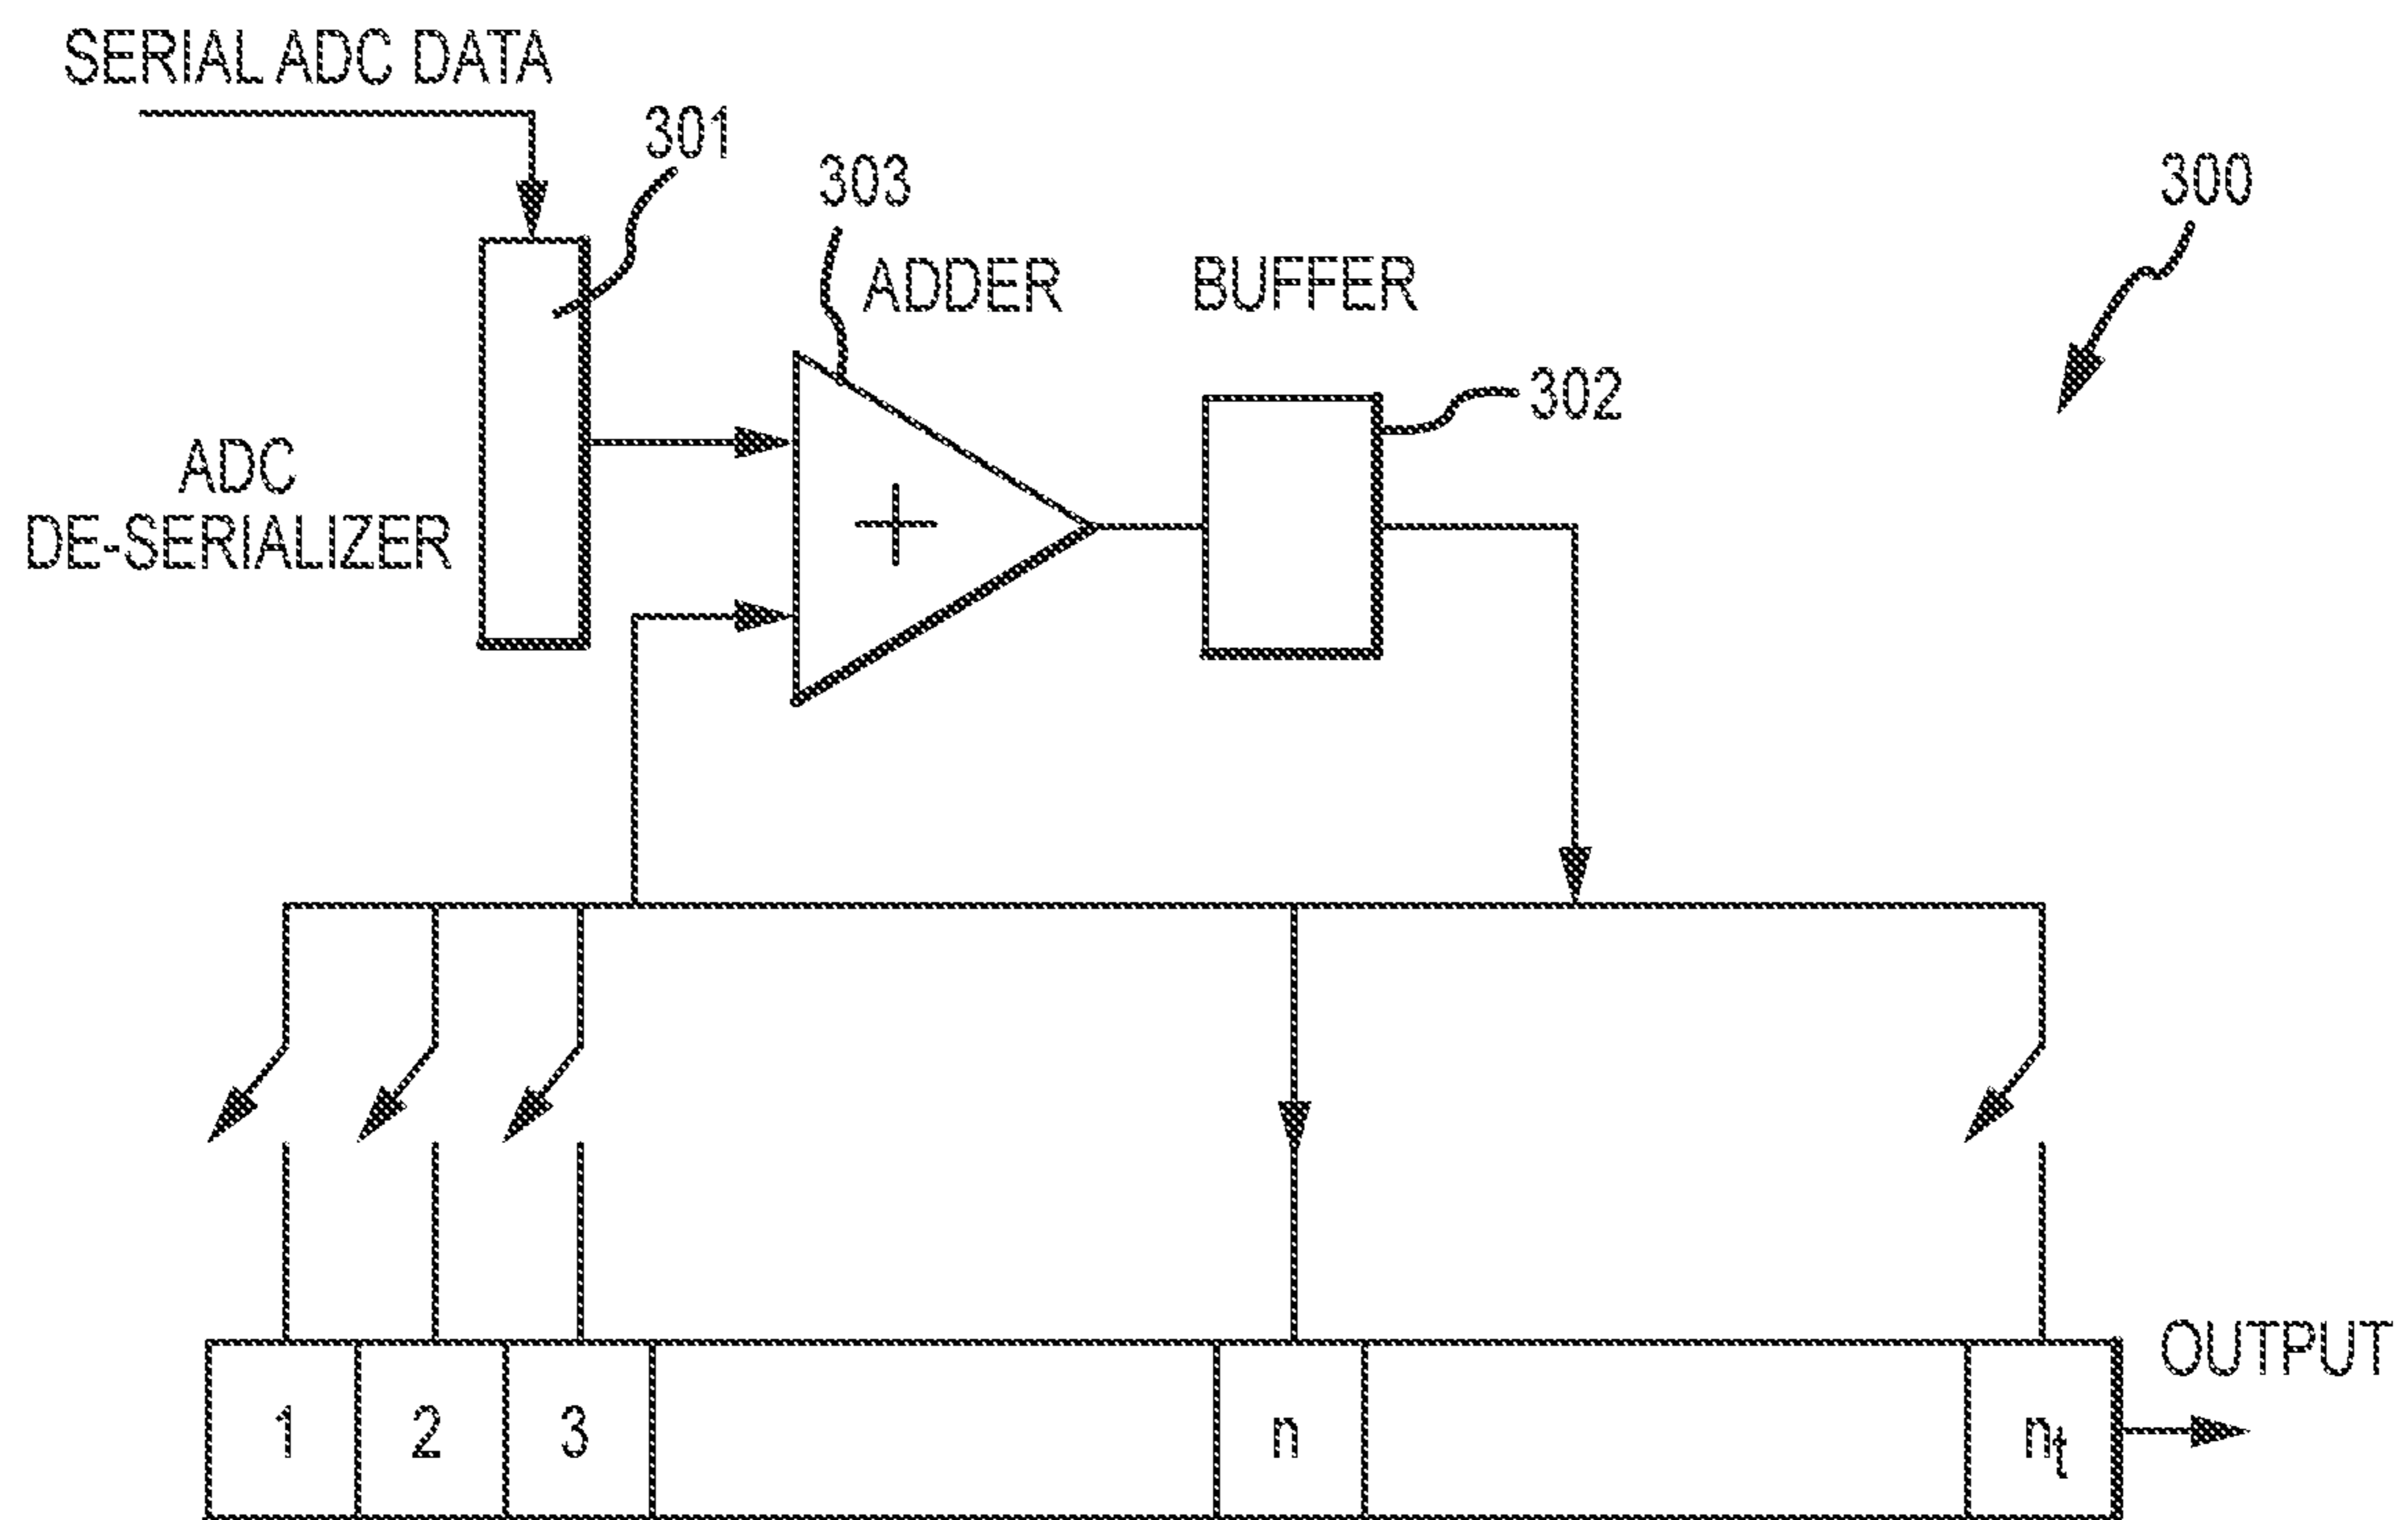 SERIAL ADC DATA
301
303
300
ADDER
BUFFER
302
ADC
DE-SERIALIZER
+
OUTPUT
1
2
3
n
nt